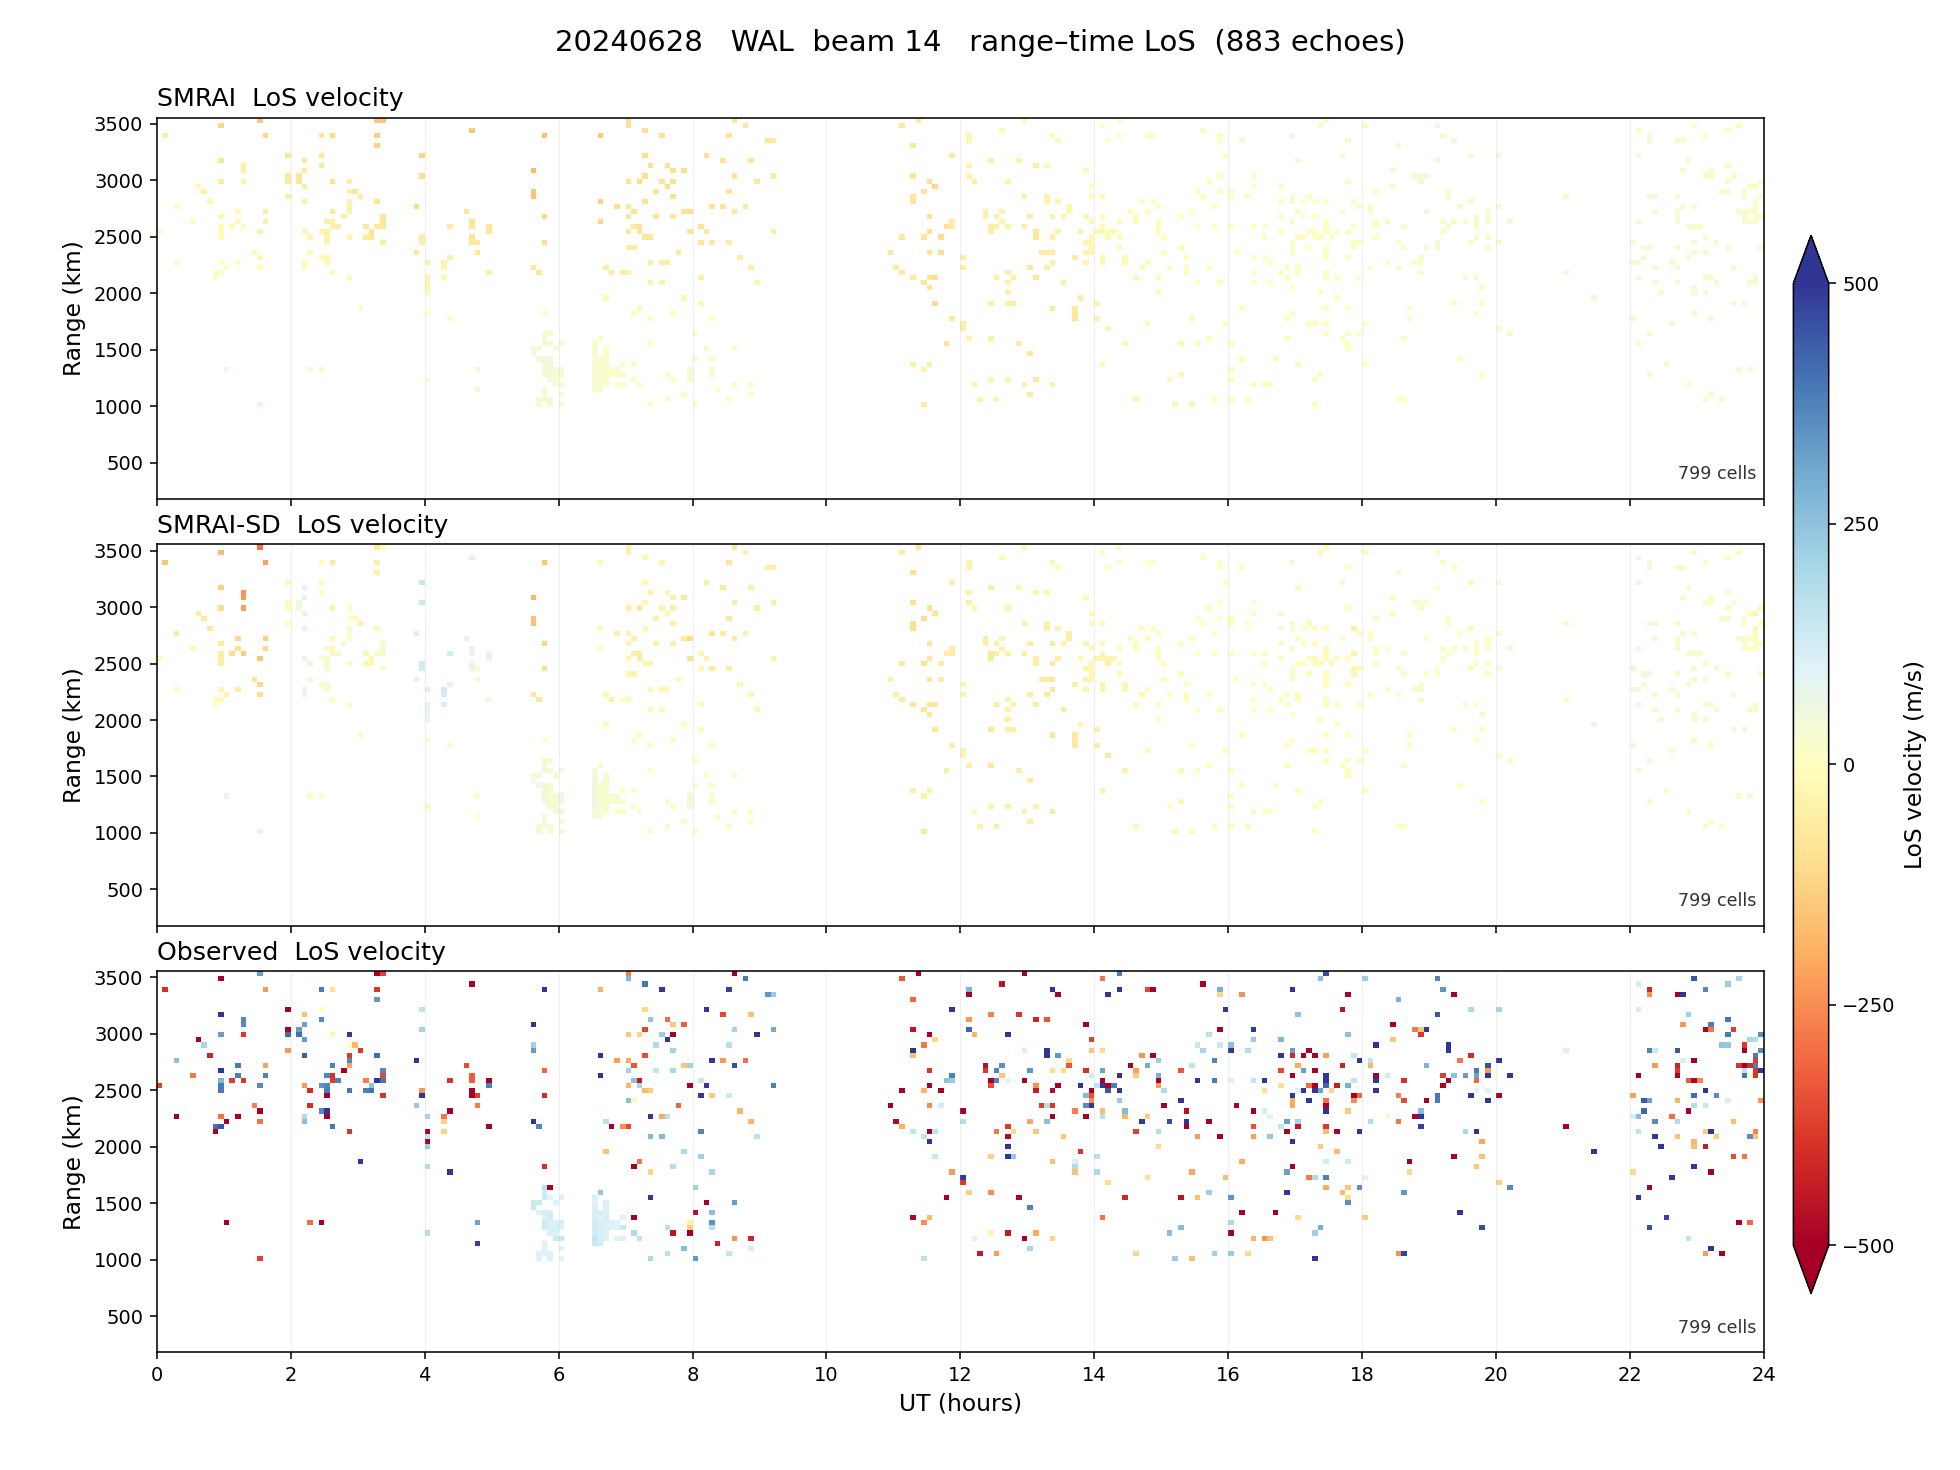 20240628   WAL  beam 14   range–time LoS  (883 echoes)
SMRAI  LoS velocity
3500
3000
2500
2000
1500
1000
500
Range (km)
799 cells
SMRAI-SD  LoS velocity
3500
3000
2500
2000
1500
1000
500
Range (km)
799 cells
Observed  LoS velocity
3500
3000
2500
2000
1500
1000
500
Range (km)
799 cells
0 2 4 6 8 10 12 14 16 18 20 22 24
UT (hours)
500
250
0
−250
−500
LoS velocity (m/s)